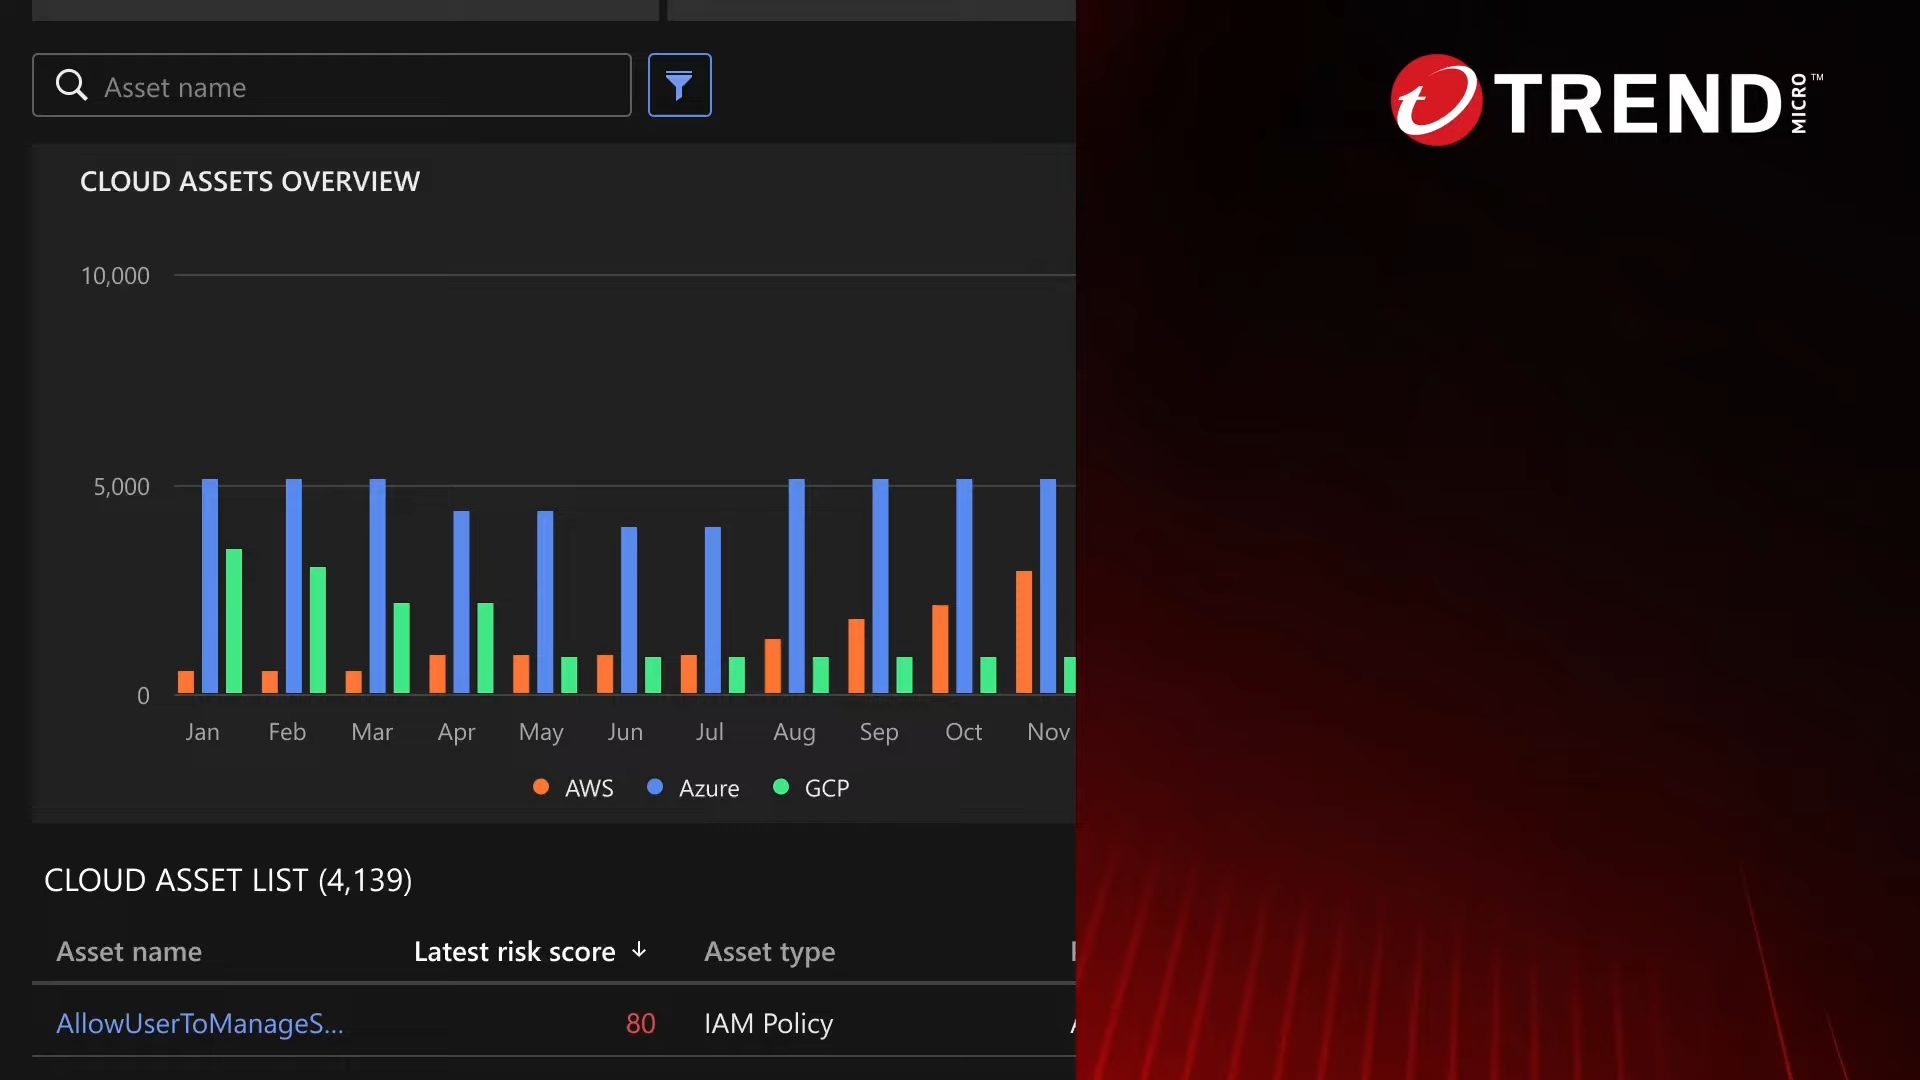 Asset name
TREND MICRO™
CLOUD ASSETS OVERVIEW
10,000
5,000
0
Jan Feb Mar Apr May Jun Jul Aug Sep Oct Nov
AWS Azure GCP
CLOUD ASSET LIST (4,139)
Asset name Latest risk score ↓ Asset type
AllowUserToManageS... 80 IAM Policy